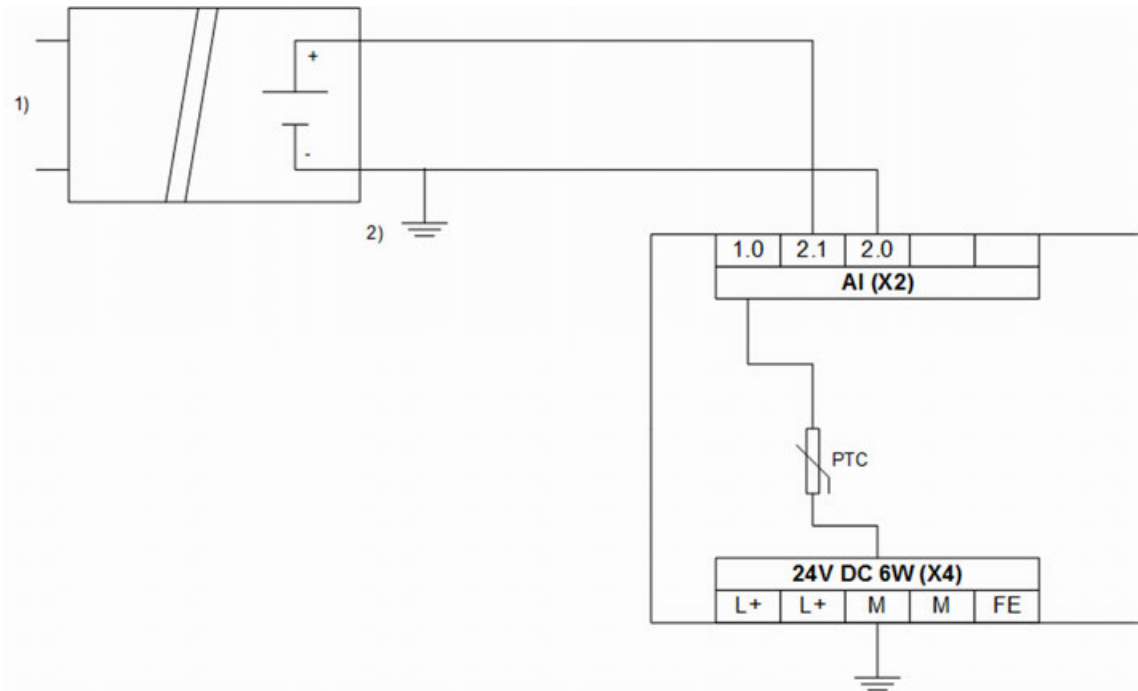 +
1)
-
2)
1.0 2.1 2.0
AI (X2)
PTC
24V DC 6W (X4)
L+ L+ M M FE